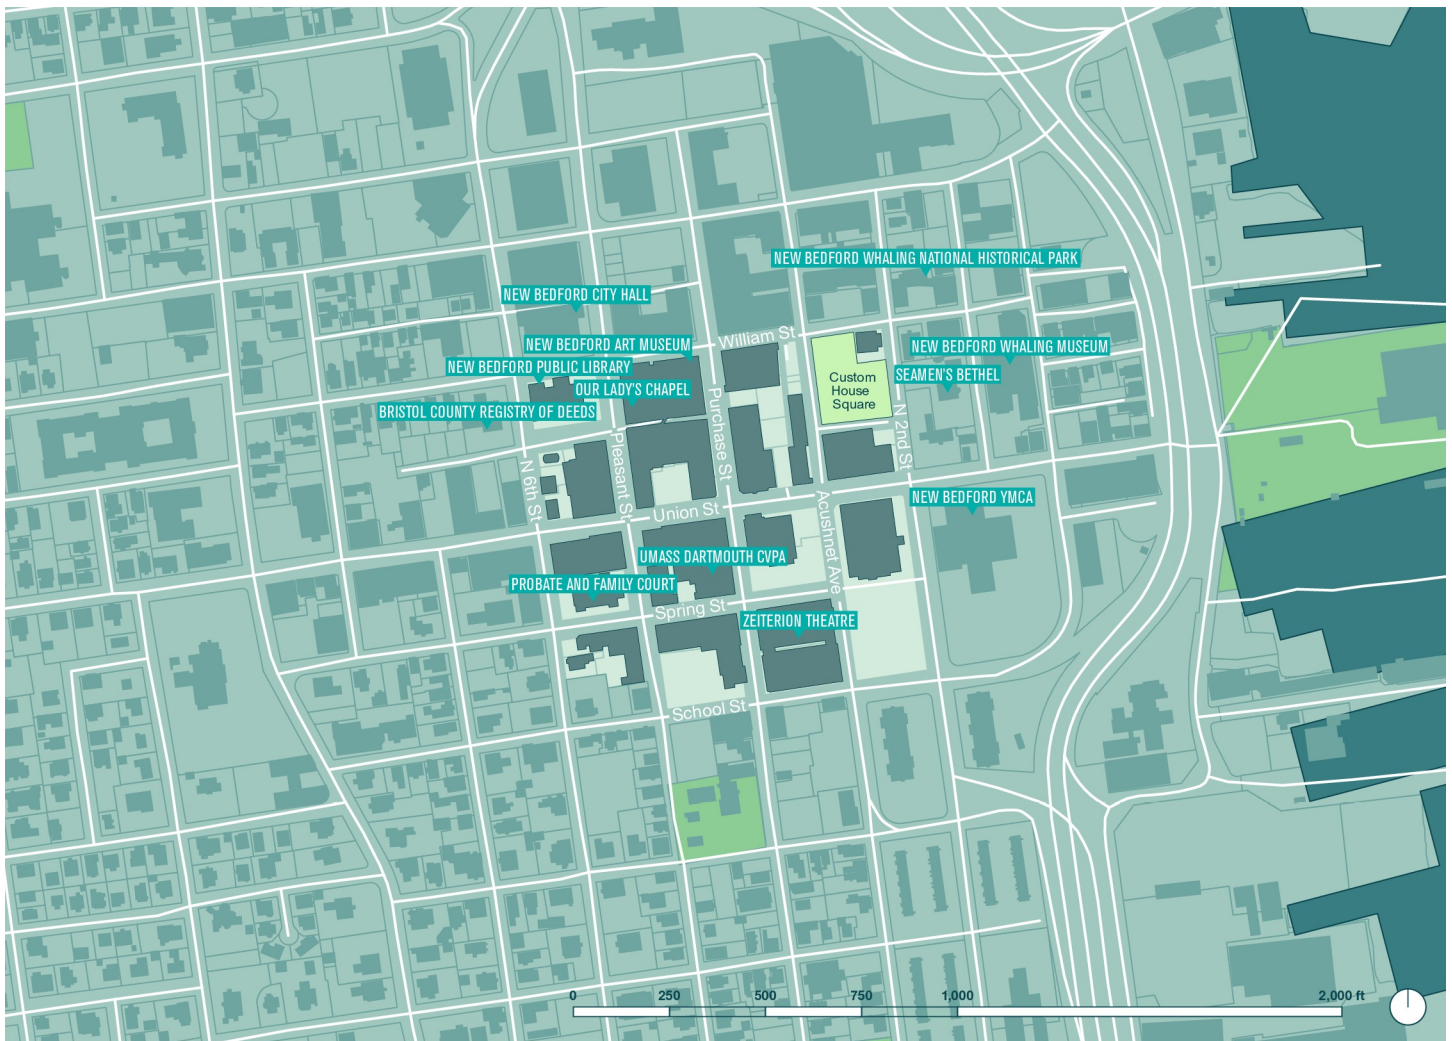 NEW BEDFORD WHALING NATIONAL HISTORICAL PARK
NEW BEDFORD CITY HALL
William St
NEW BEDFORD ART MUSEUM
NEW BEDFORD WHALING MUSEUM
NEW BEDFORD PUBLIC LIBRARY
SEAMEN'S BETHEL
OUR LADY'S CHAPEL
Custom
House
Square
BRISTOL COUNTY REGISTRY OF DEEDS
Purchase St
N 2nd St
Pleasant St
N 6th St
NEW BEDFORD YMCA
Union St
Acushnet Ave
UMASS DARTMOUTH CVPA
PROBATE AND FAMILY COURT
Spring St
ZEITERION THEATRE
School St
0 250 500 750 1,000 2,000 ft